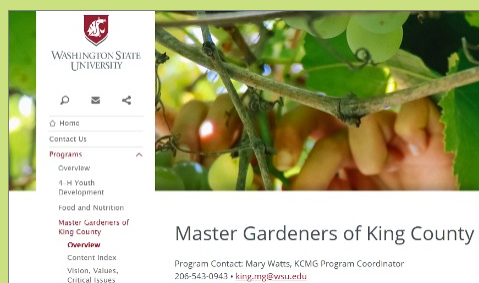 WASHINGTON STATE
UNIVERSITY
Home
Contact Us
Programs
Overview
4-H Youth
Development
Food and Nutrition
Master Gardeners of
King County
Overview
Content Index
Vision, Values,
Critical Issues
Master Gardeners of King County
Program Contact: Mary Watts, KCMG Program Coordinator
206-543-0943 • king.mg@wsu.edu